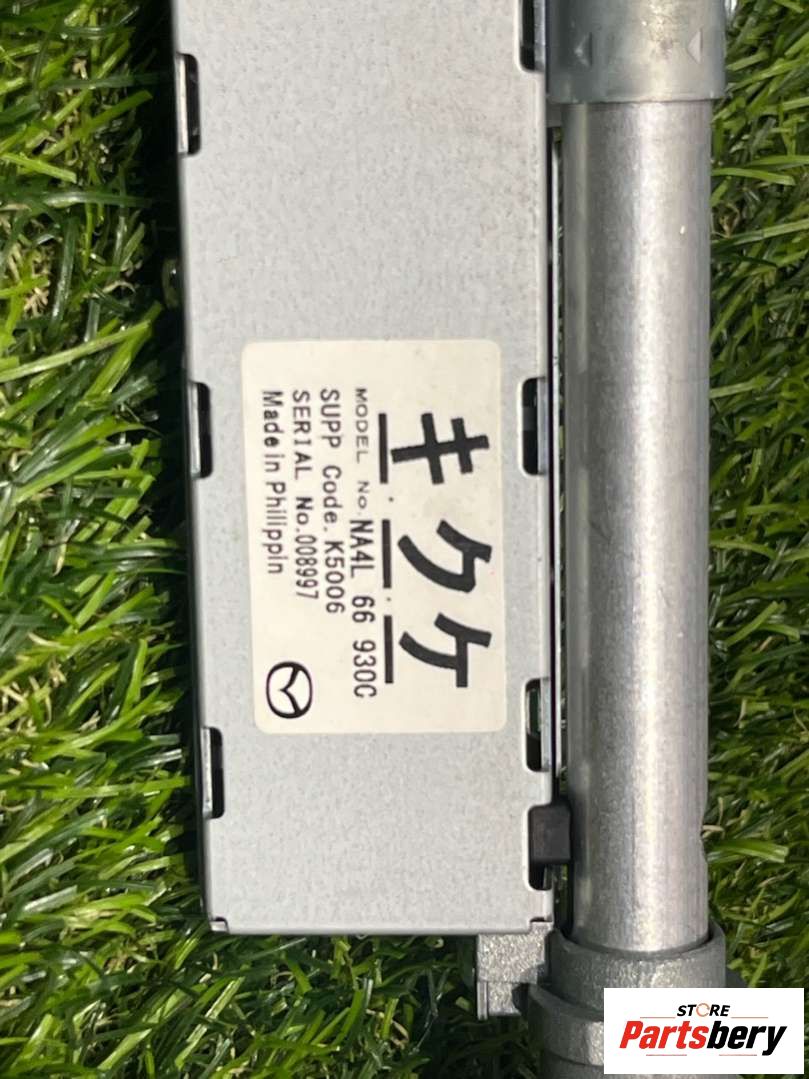 キクケ
MODEL No. NA4L 66 930C
SUPP Code. K5006
SERIAL No. 008997
Made in Philippin
STORE
Partsbery